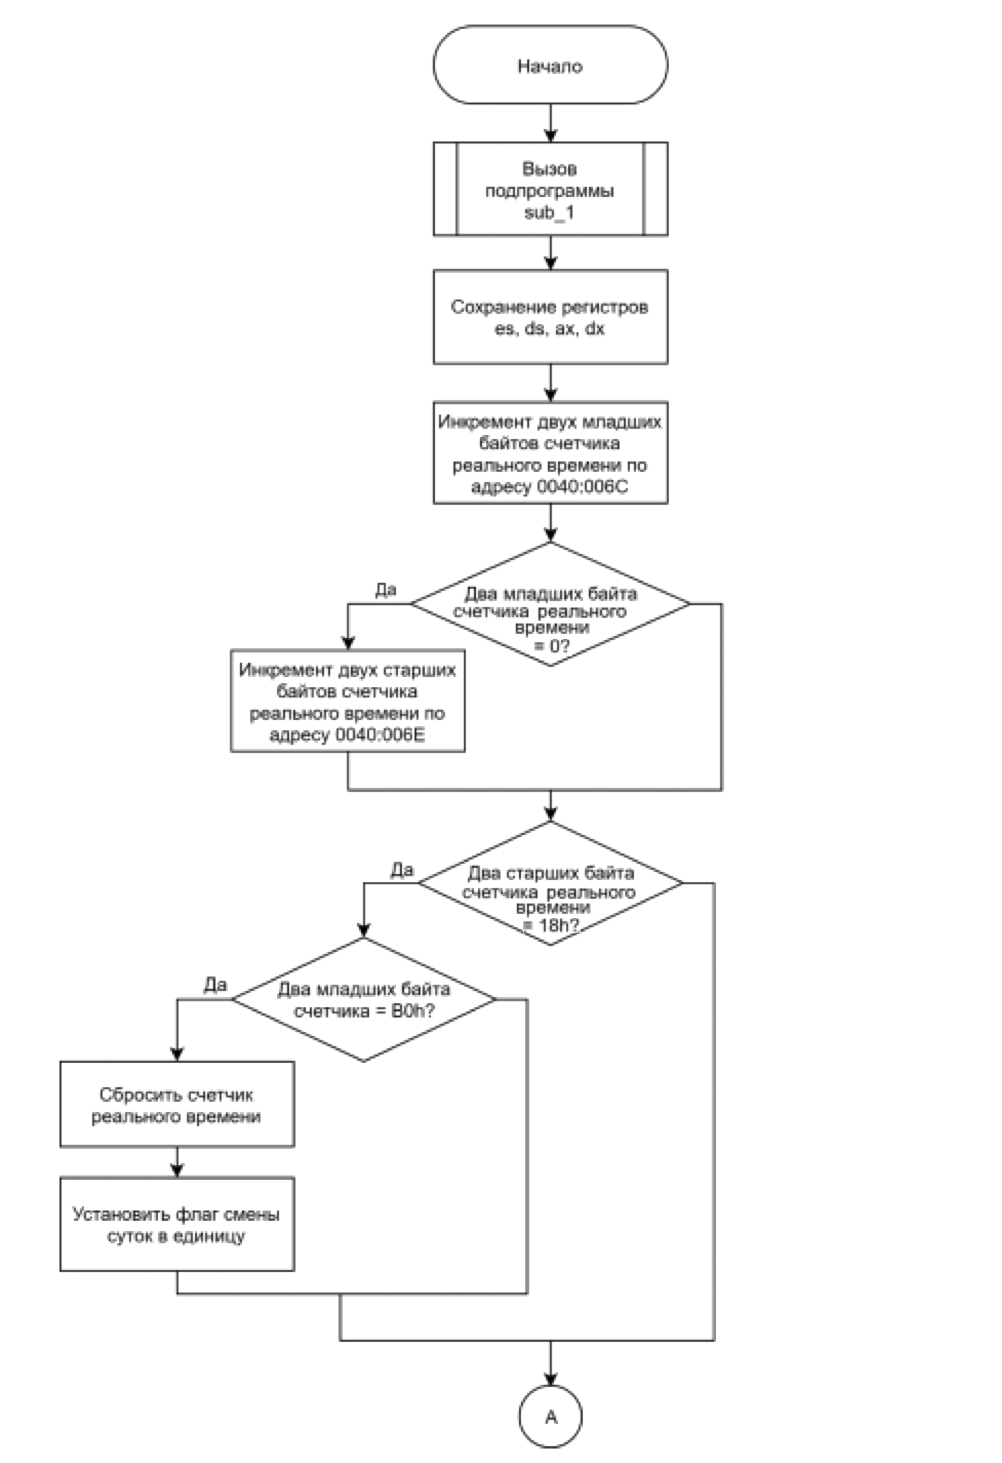 Начало
Вызов
подпрограммы
sub_1
Сохранение регистров
es, ds, ax, dx
Инкремент двух младших
байтов счетчика
реального времени по
адресу 0040:006C
Да
Два младших байта
счетчика реального
времени
= 0?
Инкремент двух старших
байтов счетчика
реального времени по
адресу 0040:006E
Да
Два старших байта
счетчика реального
времени
= 18h?
Да
Два младших байта
счетчика = B0h?
Сбросить счетчик
реального времени
Установить флаг смены
суток в единицу
A